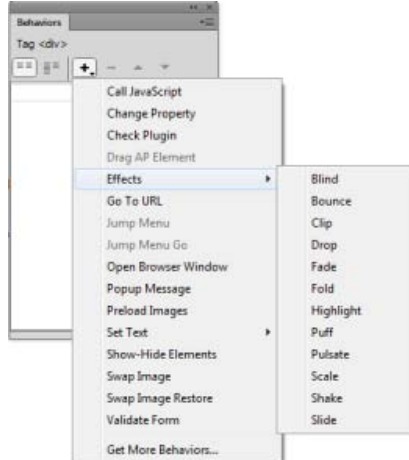 Behaviors
Tag <div>
Call JavaScript
Change Property
Check Plugin
Drag AP Element
Effects
Go To URL
Jump Menu
Jump Menu Go
Open Browser Window
Popup Message
Preload Images
Set Text
Show-Hide Elements
Swap Image
Swap Image Restore
Validate Form
Get More Behaviors...
Blind
Bounce
Clip
Drop
Fade
Fold
Highlight
Puff
Pulsate
Scale
Shake
Slide